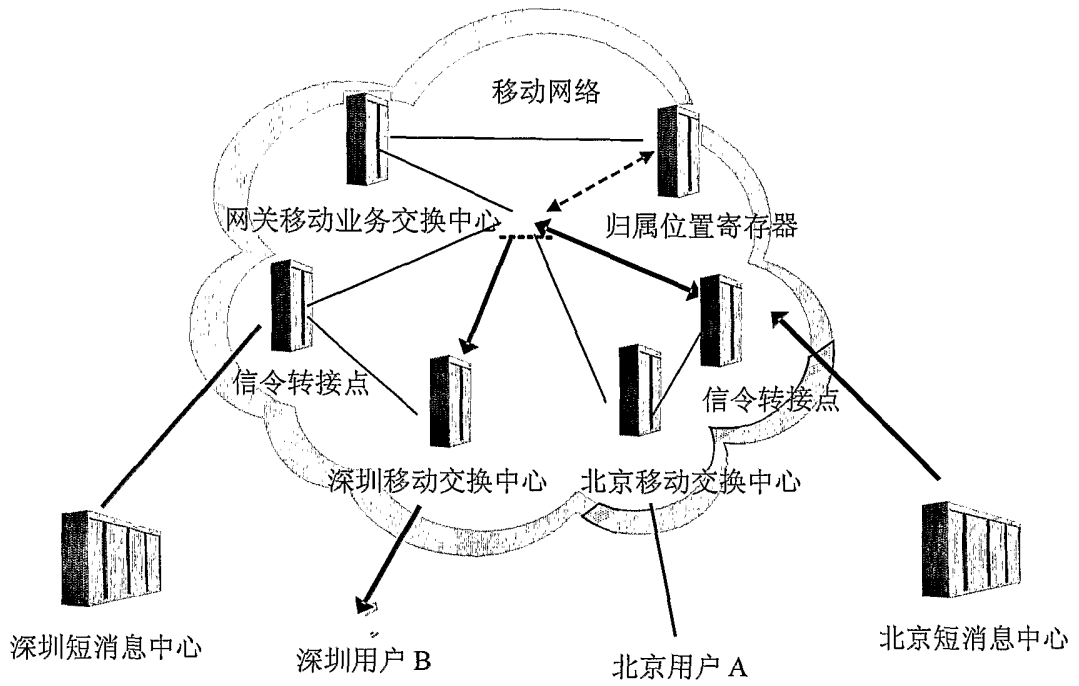 移动网络
网关移动业务交换中心
归属位置寄存器
信令转接点
信令转接点
深圳移动交换中心
北京移动交换中心
深圳短消息中心
深圳用户 B
北京用户 A
北京短消息中心